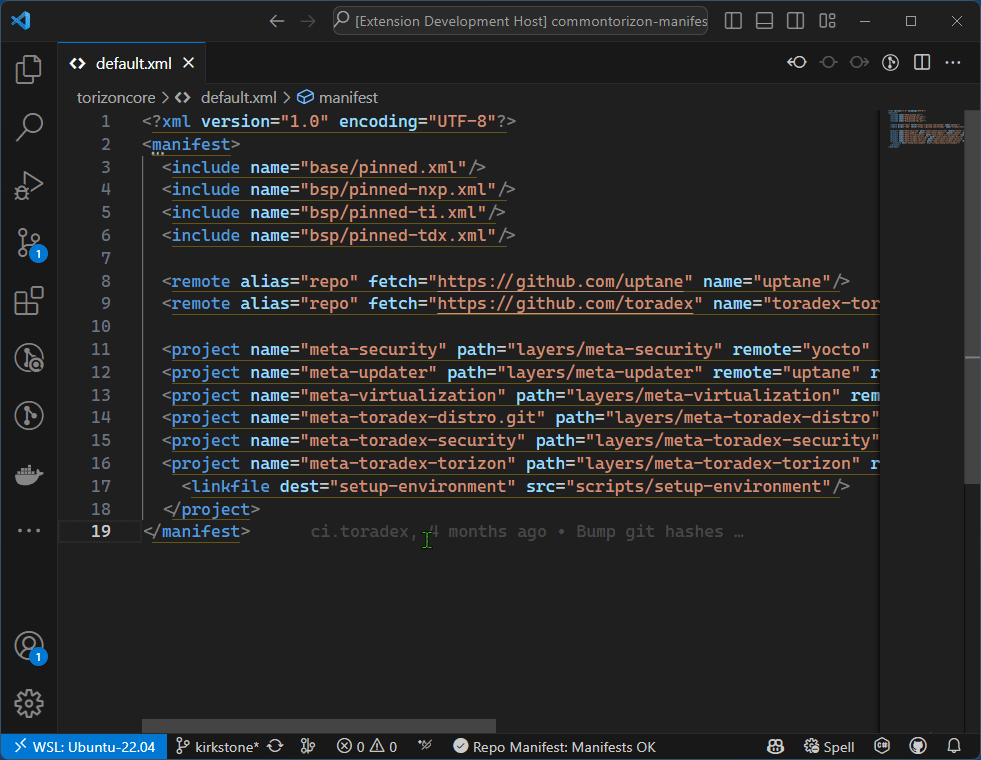 [Extension Development Host] commontorizon-manifes
default.xml
torizoncore > default.xml > manifest
1 <?xml version="1.0" encoding="UTF-8"?>
2 <manifest>
3 <include name="base/pinned.xml"/>
4 <include name="bsp/pinned-nxp.xml"/>
5 <include name="bsp/pinned-ti.xml"/>
6 <include name="bsp/pinned-tdx.xml"/>
7
8 <remote alias="repo" fetch="https://github.com/uptane" name="uptane"/>
9 <remote alias="repo" fetch="https://github.com/toradex" name="toradex-tor
10
11 <project name="meta-security" path="layers/meta-security" remote="yocto"
12 <project name="meta-updater" path="layers/meta-updater" remote="uptane" r
13 <project name="meta-virtualization" path="layers/meta-virtualization" rem
14 <project name="meta-toradex-distro.git" path="layers/meta-toradex-distro"
15 <project name="meta-toradex-security" path="layers/meta-toradex-security"
16 <project name="meta-toradex-torizon" path="layers/meta-toradex-torizon" r
17 <linkfile dest="setup-environment" src="scripts/setup-environment"/>
18 </project>
19 </manifest> ci.toradex, 4 months ago • Bump git hashes …
1
1
WSL: Ubuntu-22.04 kirkstone* 0 0 Repo Manifest: Manifests OK Spell